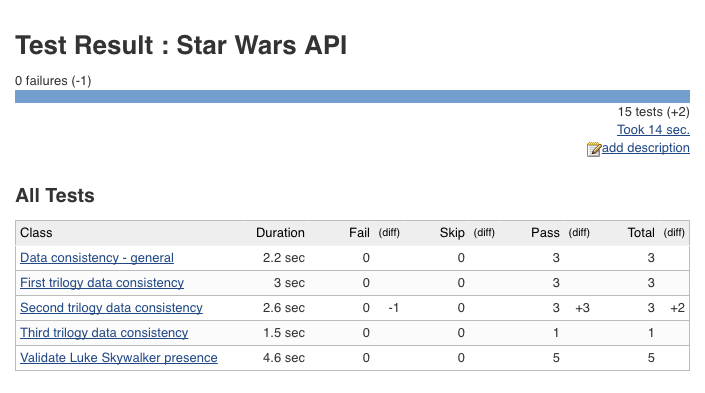 Test Result : Star Wars API
0 failures (-1)
15 tests (+2)
Took 14 sec.
add description
All Tests
Class Duration Fail (diff) Skip (diff) Pass (diff) Total (diff)
Data consistency - general 2.2 sec 0 0 3 3
First trilogy data consistency 3 sec 0 0 3 3
Second trilogy data consistency 2.6 sec 0 -1 0 3 +3 3 +2
Third trilogy data consistency 1.5 sec 0 0 1 1
Validate Luke Skywalker presence 4.6 sec 0 0 5 5